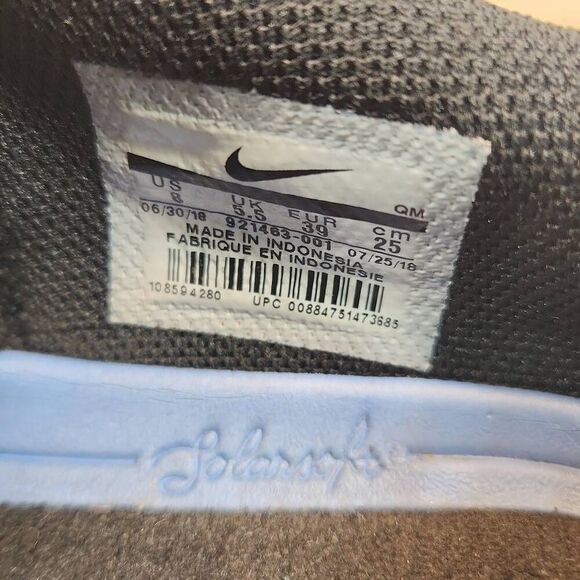 US UK EUR cm QM
8 5.5 39 25
06/30/18 921463-001 07/25/18
MADE IN INDONESIA
FABRIQUE EN INDONESIE
108594280 UPC 00884751473685
Solarsoft